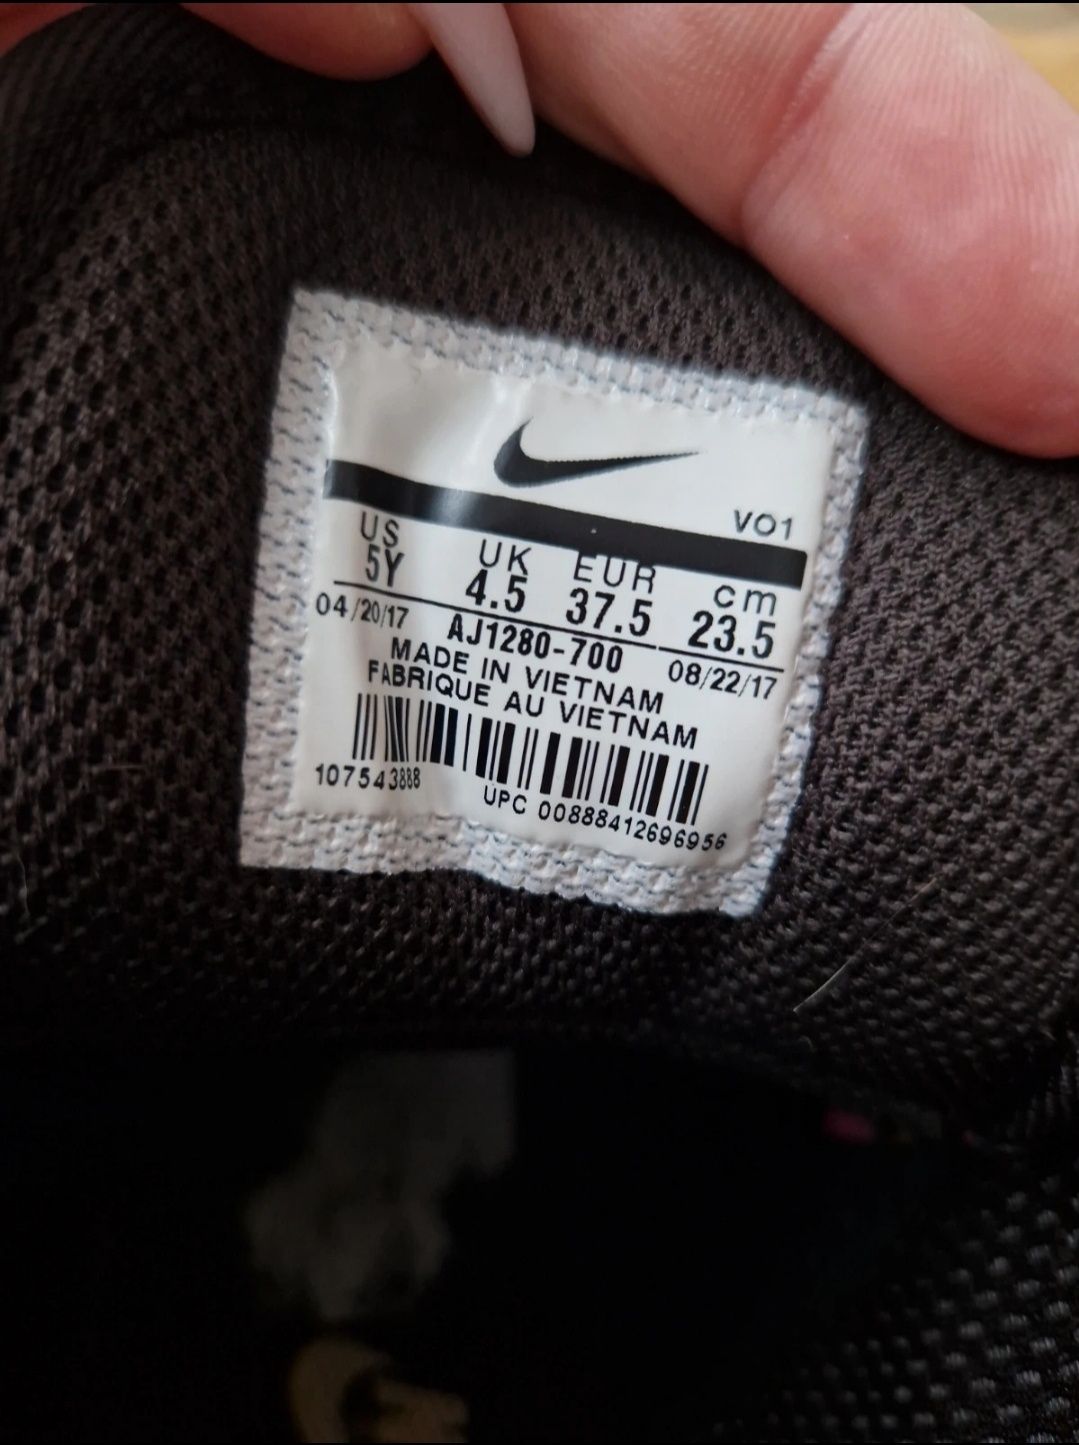 VO1
US UK EUR cm
5Y 4.5 37.5 23.5
04/20/17 AJ1280-700 08/22/17
MADE IN VIETNAM
FABRIQUE AU VIETNAM
107543888
UPC 00888412696956